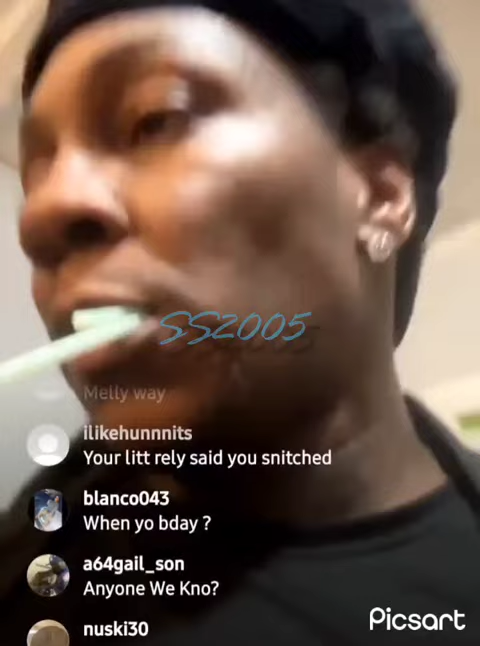 SS2005
Melly way
ilikehunnnits
Your litt rely said you snitched
blanco043
When yo bday ?
a64gail_son
Anyone We Kno?
nuski30
Picsart